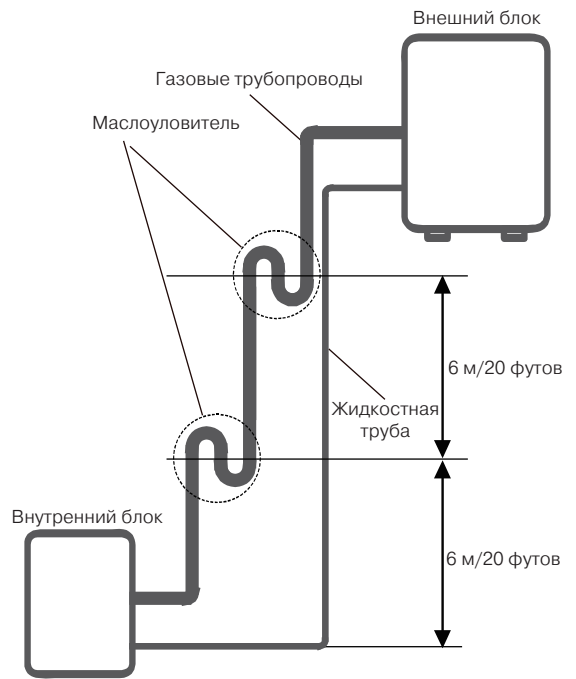 Внешний блок
Газовые трубопроводы
Маслоуловитель
6 м/20 футов
Жидкостная
труба
Внутренний блок
6 м/20 футов